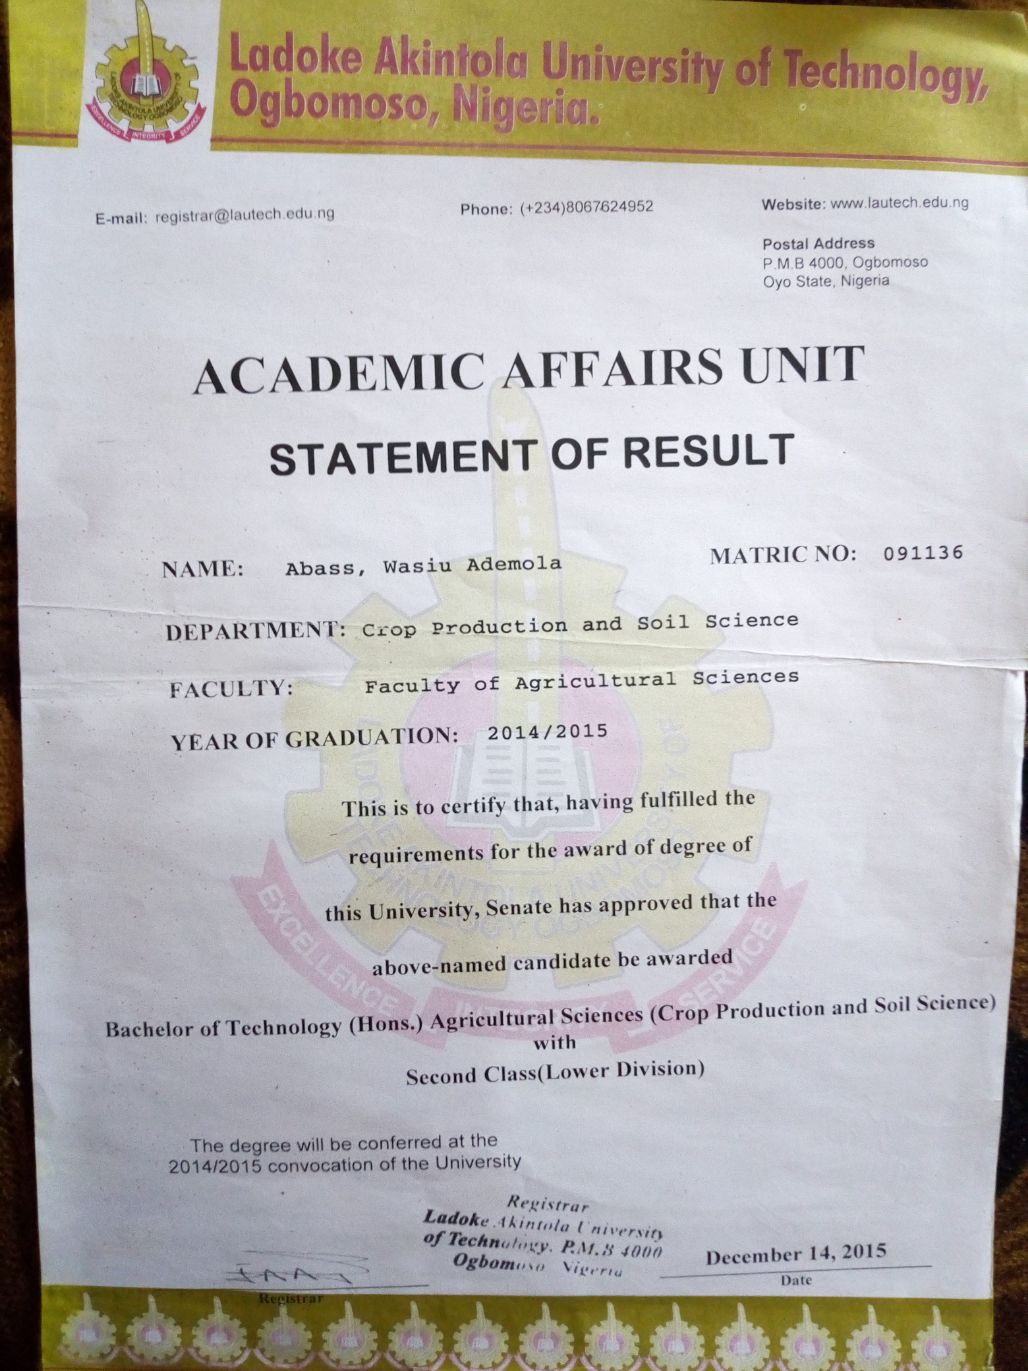 Ladoke Akintola University of Technology,
Ogbomoso, Nigeria.
E-mail: registrar@lautech.edu.ng
Phone: (+234)8067624952
Website: www.lautech.edu.ng
Postal Address
P.M.B 4000, Ogbomoso
Oyo State, Nigeria
ACADEMIC AFFAIRS UNIT
STATEMENT OF RESULT
NAME: Abass, Wasiu Ademola
MATRIC NO: 091136
DEPARTMENT: Crop Production and Soil Science
FACULTY: Faculty of Agricultural Sciences
YEAR OF GRADUATION: 2014/2015
This is to certify that, having fulfilled the
requirements for the award of degree of
this University, Senate has approved that the
above-named candidate be awarded
Bachelor of Technology (Hons.) Agricultural Sciences (Crop Production and Soil Science)
with
Second Class(Lower Division)
EXCELLENCE INTEGRITY SERVICE
The degree will be conferred at the
2014/2015 convocation of the University
Registrar
Ladoke Akintola University
of Technology, P.M.B 4000
Ogbomoso Nigeria
December 14, 2015
Date
Registrar